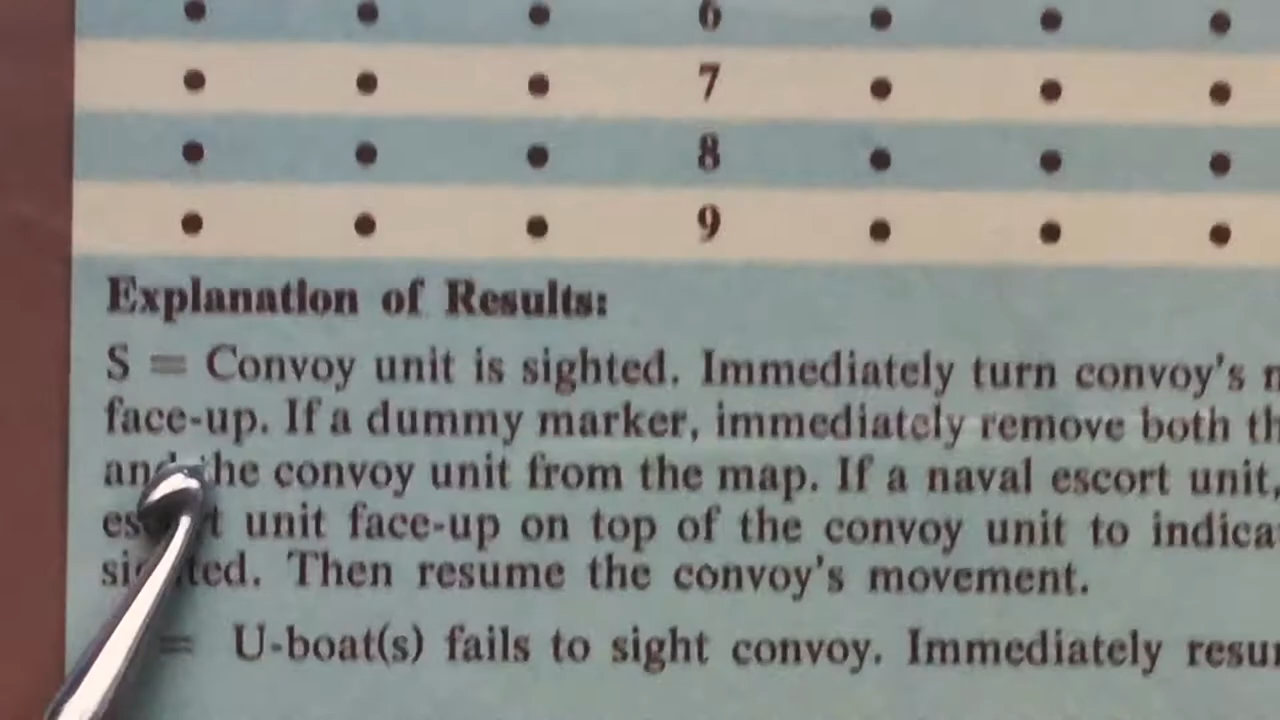 • • • 6 • • •
• • • 7 • • •
• • • 8 • • •
• • • 9 • • •
Explanation of Results:
S = Convoy unit is sighted. Immediately turn convoy's
face-up. If a dummy marker, immediately remove both
and the convoy unit from the map. If a naval escort unit,
unit face-up on top of the convoy unit to
Then resume the convoy's movement.
= U-boat(s) fails to sight convoy. Immediately